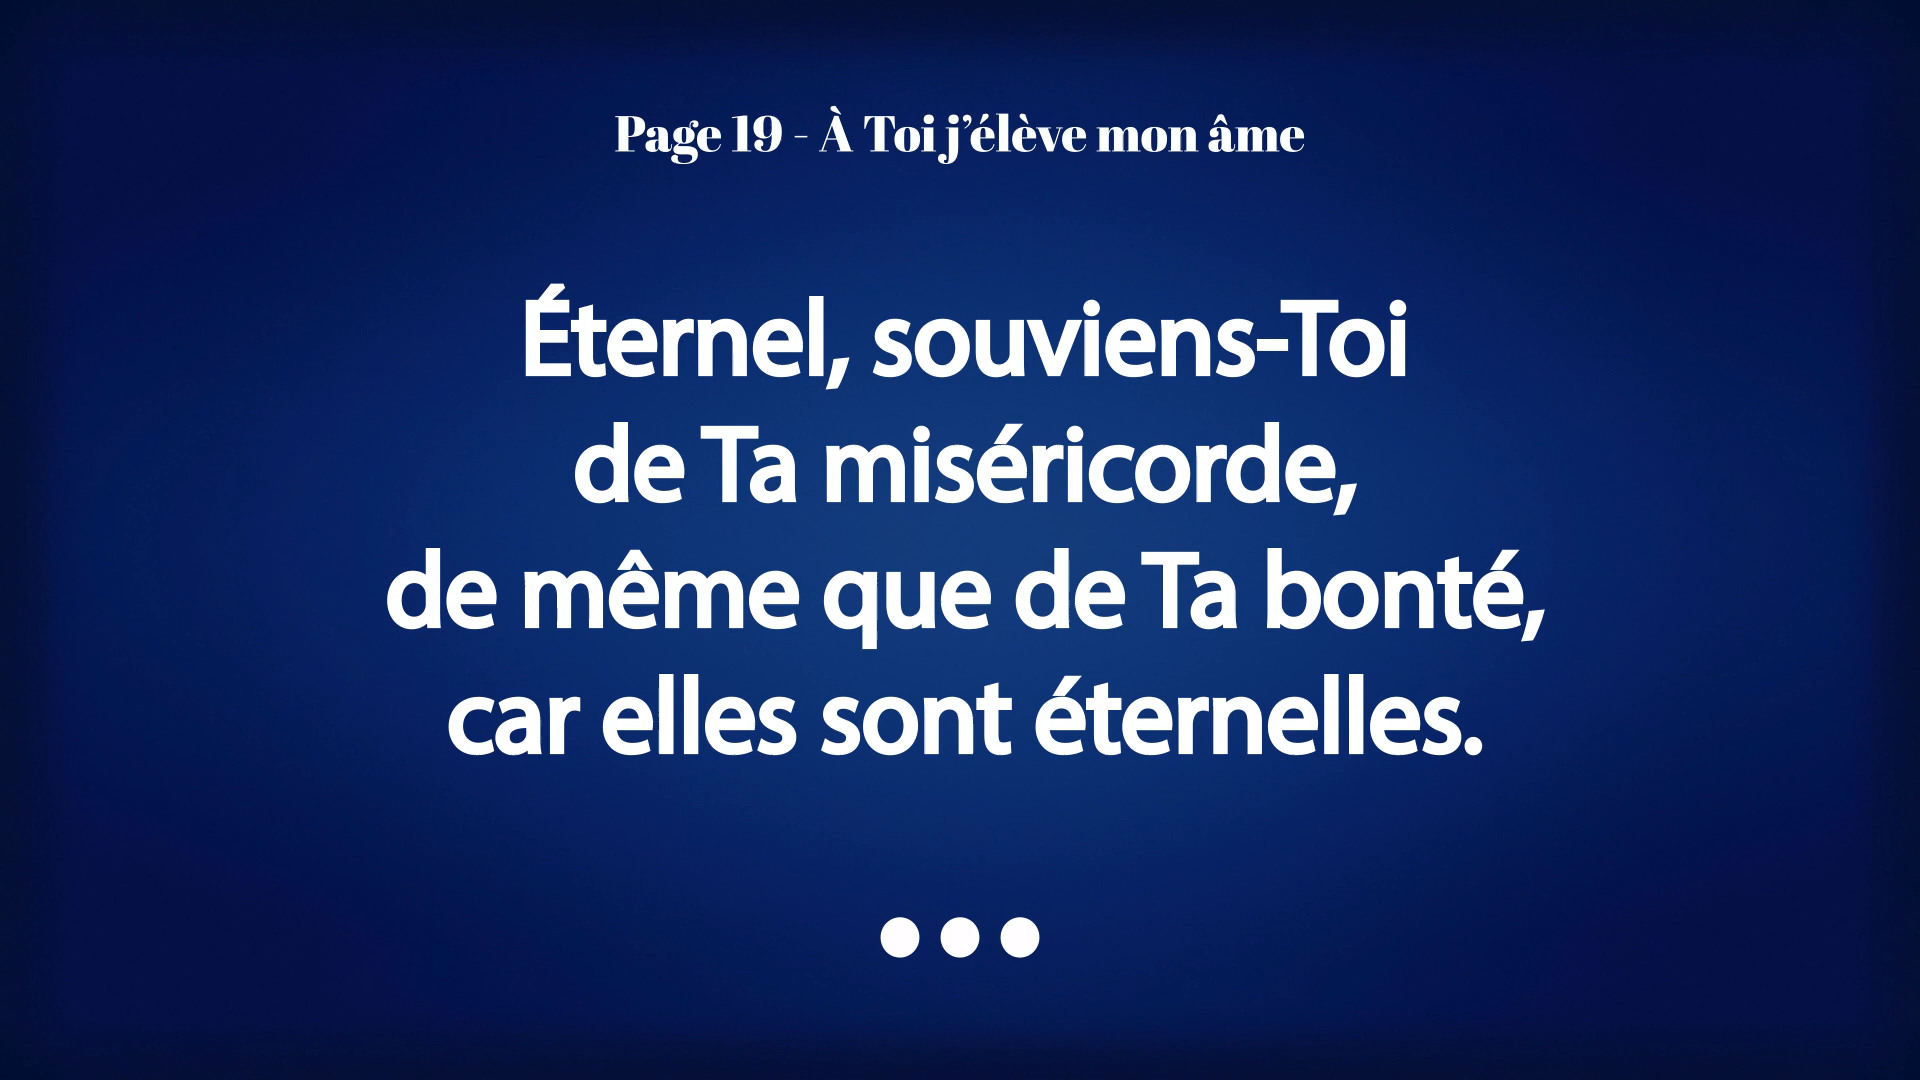 Page 19 - À Toi j’élève mon âme
Éternel, souviens-Toi
de Ta miséricorde,
de même que de Ta bonté,
car elles sont éternelles.
•••